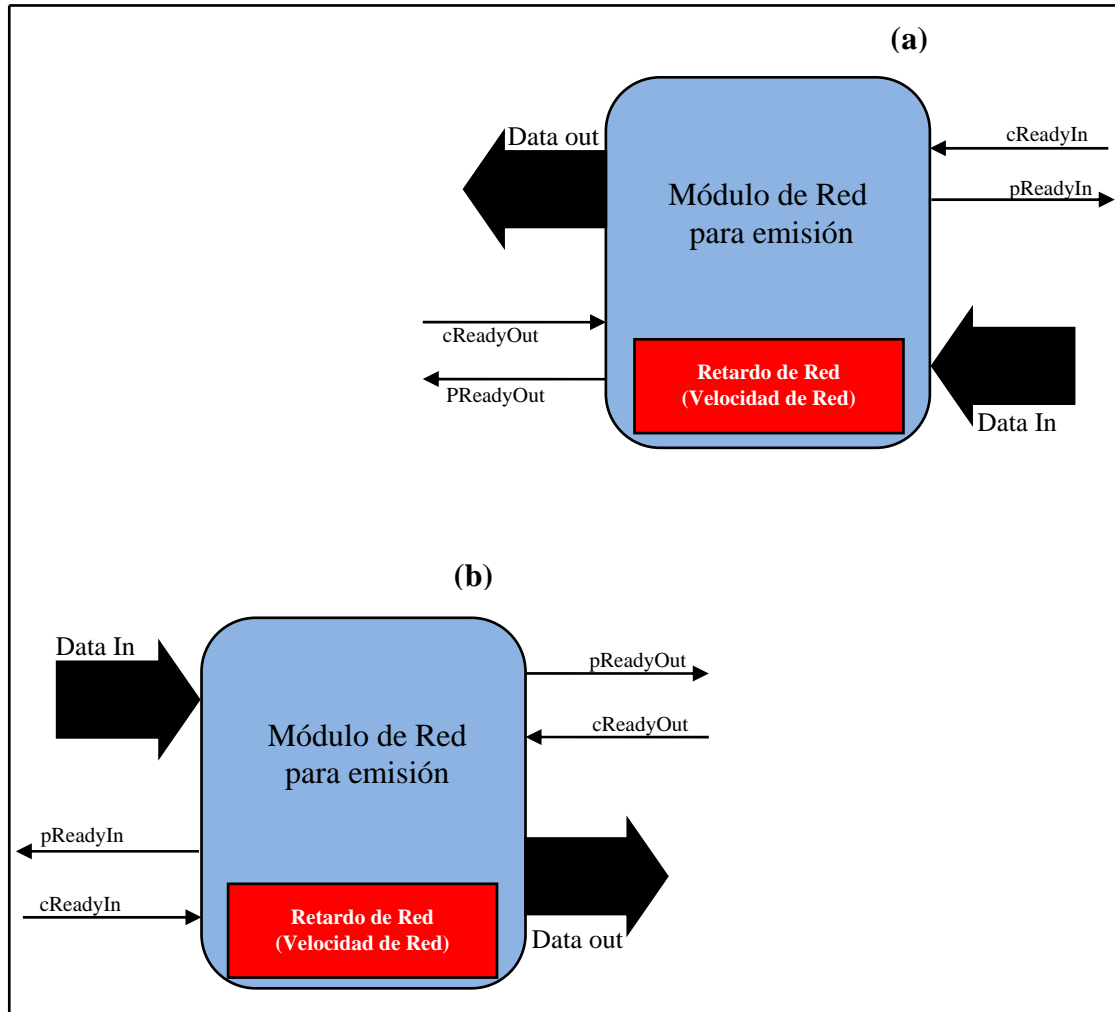 (a)
Data out
cReadyIn
pReadyIn
Módulo de Red
para emisión
cReadyOut
PReadyOut
Retardo de Red
(Velocidad de Red)
Data In
(b)
Data In
pReadyOut
cReadyOut
Módulo de Red
para emisión
pReadyIn
cReadyIn
Retardo de Red
(Velocidad de Red)
Data out